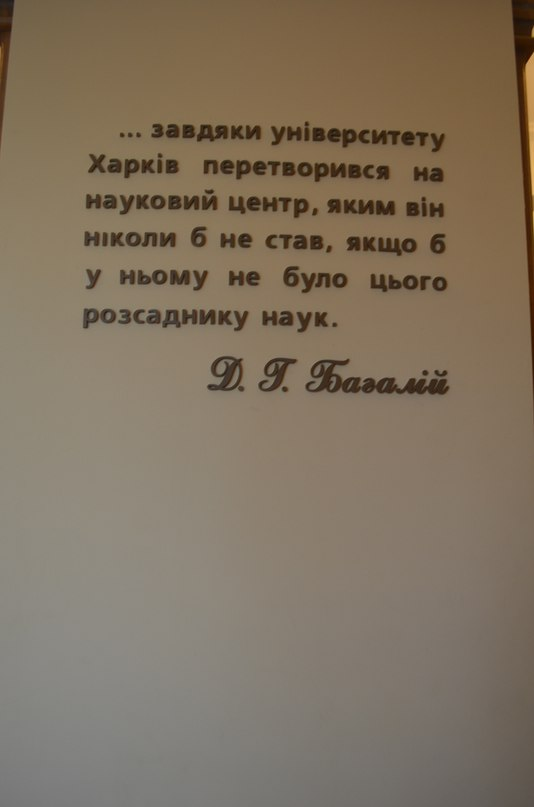 ... завдяки університету
Харків перетворився на
науковий центр, яким він
ніколи б не став, якщо б
у ньому не було цього
розсаднику наук.
Д. Г. Багалій